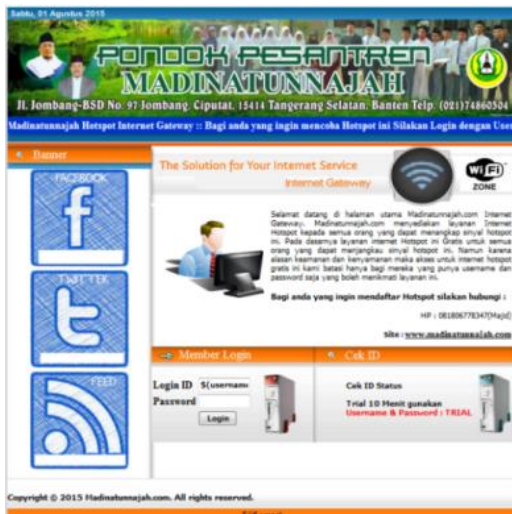 Sabtu, 01 Agustus 2015
PONDOK PESANTREN
MADINATUNNAJAH
Jl. Jombang-BSD No. 97 Jombang, Ciputat, 15414 Tangerang Selatan, Banten Telp. (021)74860504
Madinatunnajah Hotspot Internet Gateway :: Bagi anda yang ingin mencoba Hotspot ini Silakan Login dengan User
Banner
FACEBOOK
TWITTER
FEED
The Solution for Your Internet Service
Internet Gateway
Wi Fi
ZONE
Selamat datang di halaman utama Madinatunnajah.com Internet
Gateway. Madinatunnajah.com menyediakan layanan Internet
Hotspot kepada semua orang yang dapat menangkap sinyal hotspot
ini. Pada dasarnya layanan internet Hotspot ini Gratis untuk semua
orang yang dapat menjangkau sinyal hotspot ini. Namun karena
alasan keamanan dan kenyamanan maka akses untuk internet hotspot
gratis ini kami batasi hanya bagi mereka yang punya username dan
password saja yang boleh menikmati layanan ini.
Bagi anda yang ingin mendaftar Hotspot silakan hubungi :
HP : 081806778347(Majid)
Site : www.madinatunnajah.com
Member Login
Login ID $(username
Password
Login
Cek ID
Cek ID Status
Trial 10 Menit gunakan
Username & Password : TRIAL
Copyright © 2015 Madinatunnajah.com. All rights reserved.